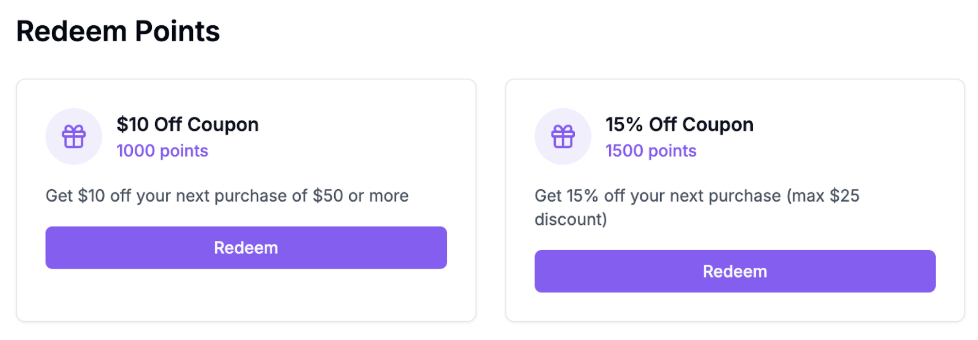 Redeem Points
$10 Off Coupon
1000 points
Get $10 off your next purchase of $50 or more
Redeem
15% Off Coupon
1500 points
Get 15% off your next purchase (max $25
discount)
Redeem